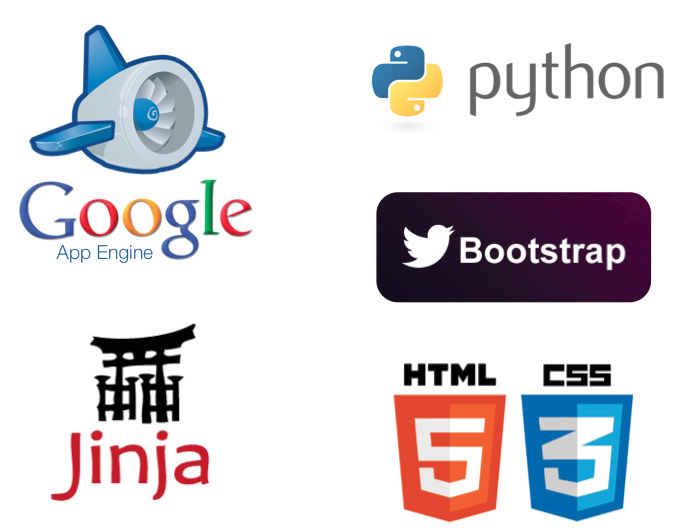 Google
App Engine
python
Bootstrap
Jinja
HTML
5
CSS
3